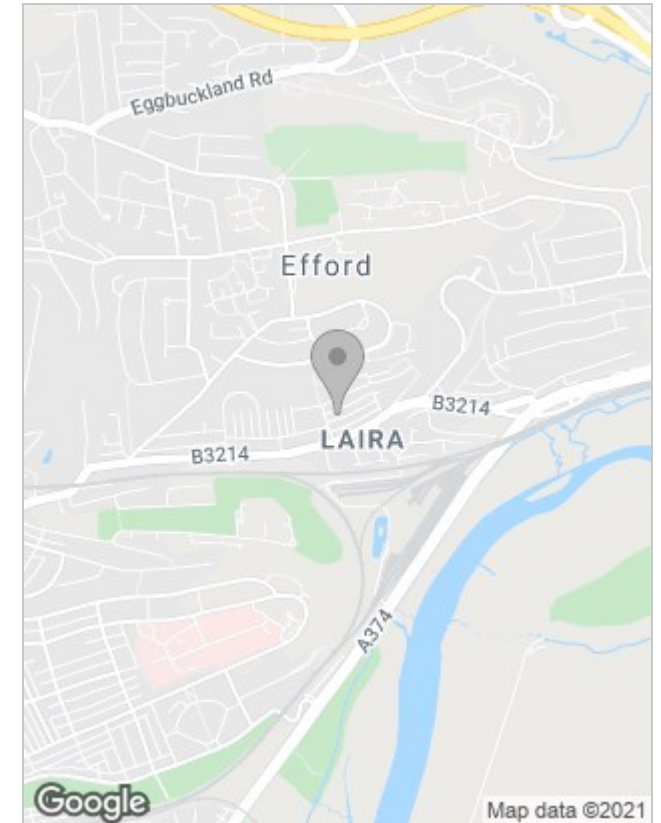 Eggbuckland Rd
Efford
B3214
LAIRA
B3214
A374
Google
Map data ©2021